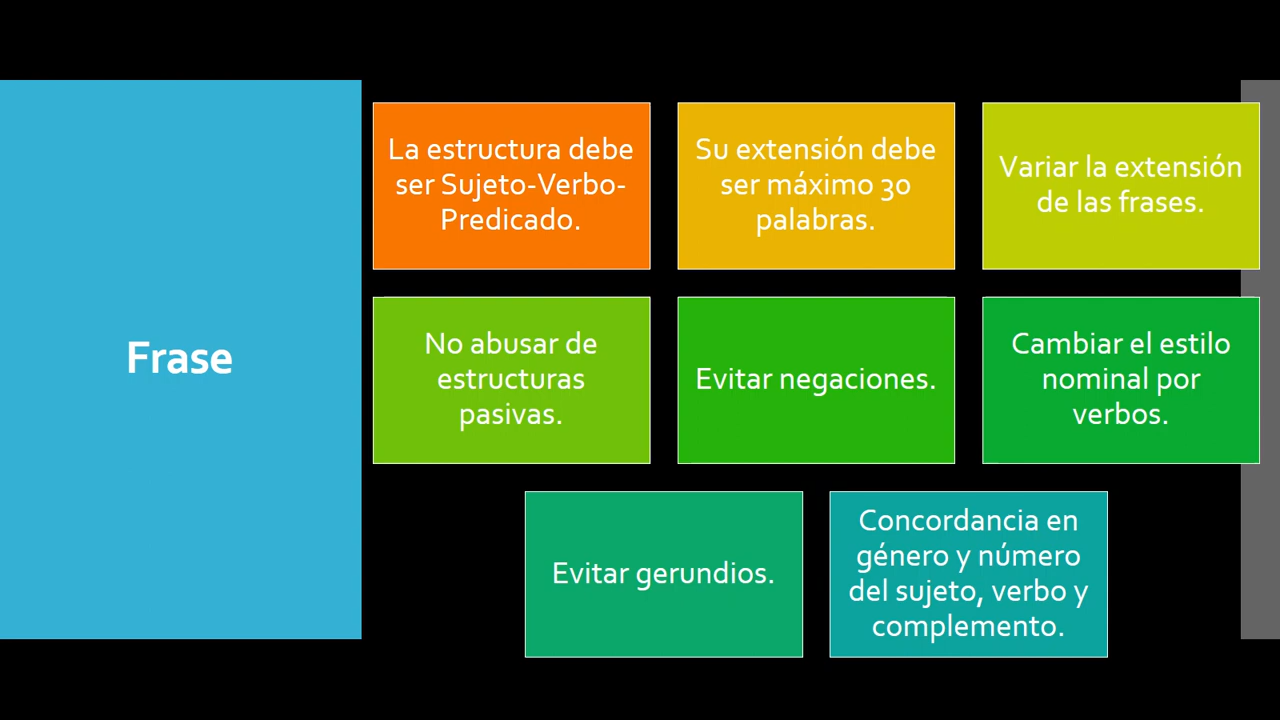 Frase
La estructura debe
ser Sujeto-Verbo-
Predicado.
Su extensión debe
ser máximo 30
palabras.
Variar la extensión
de las frases.
No abusar de
estructuras
pasivas.
Evitar negaciones.
Cambiar el estilo
nominal por
verbos.
Evitar gerundios.
Concordancia en
género y número
del sujeto, verbo y
complemento.